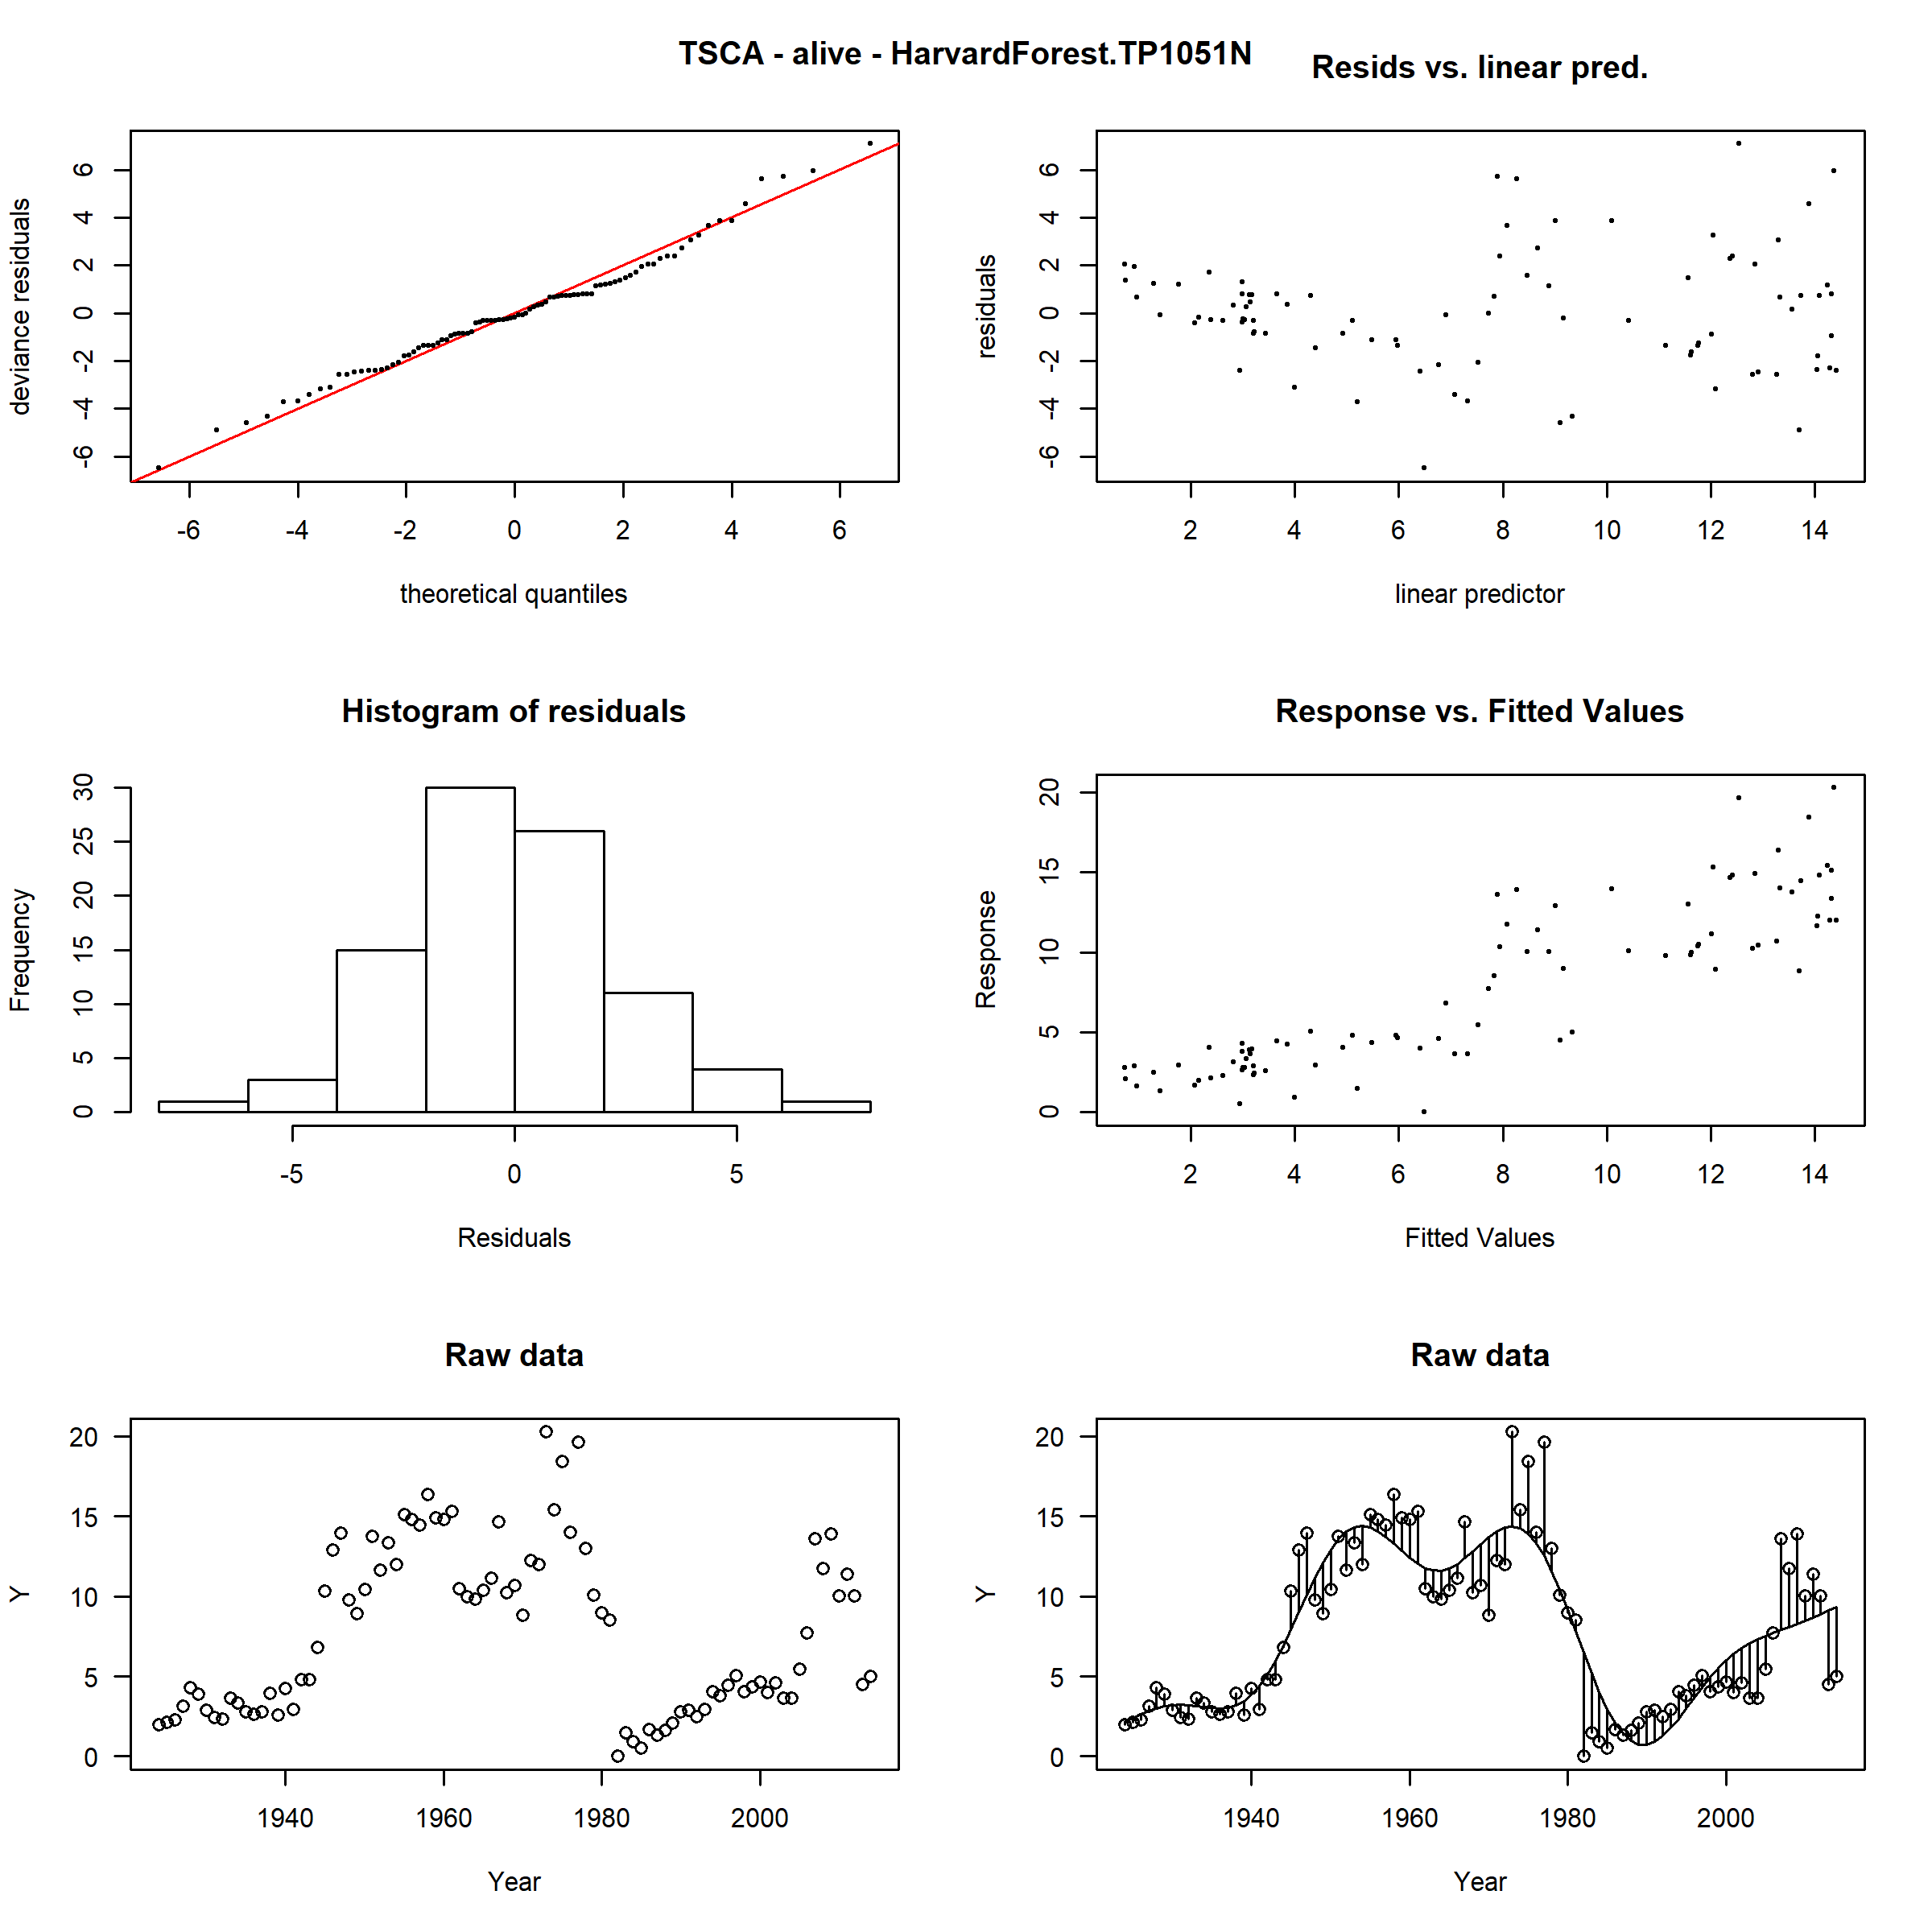 TSCA - alive - HarvardForest.TP1051N
Resids vs. linear pred.
deviance residuals
-6 -4 -2 0 2 4 6
-6 -4 -2 0 2 4 6
theoretical quantiles
residuals
-6 -4 -2 0 2 4 6
2 4 6 8 10 12 14
linear predictor
Histogram of residuals
Frequency
0 5 10 15 20 25 30
-5 0 5
Residuals
Response vs. Fitted Values
Response
0 5 10 15 20
2 4 6 8 10 12 14
Fitted Values
Raw data
Y
0 5 10 15 20
1940 1960 1980 2000
Year
Raw data
Y
0 5 10 15 20
1940 1960 1980 2000
Year